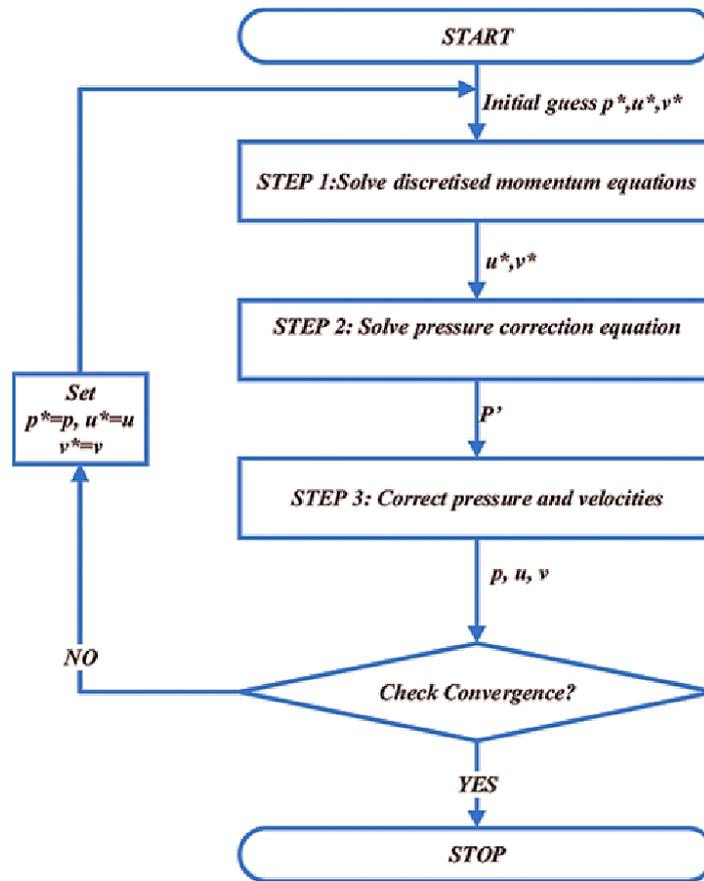 START
Initial guess p*,u*,v*
STEP 1:Solve discretised momentum equations
u*,v*
STEP 2: Solve pressure correction equation
P’
STEP 3: Correct pressure and velocities
p, u, v
Check Convergence?
NO
Set
p*=p, u*=u
v*=v
YES
STOP